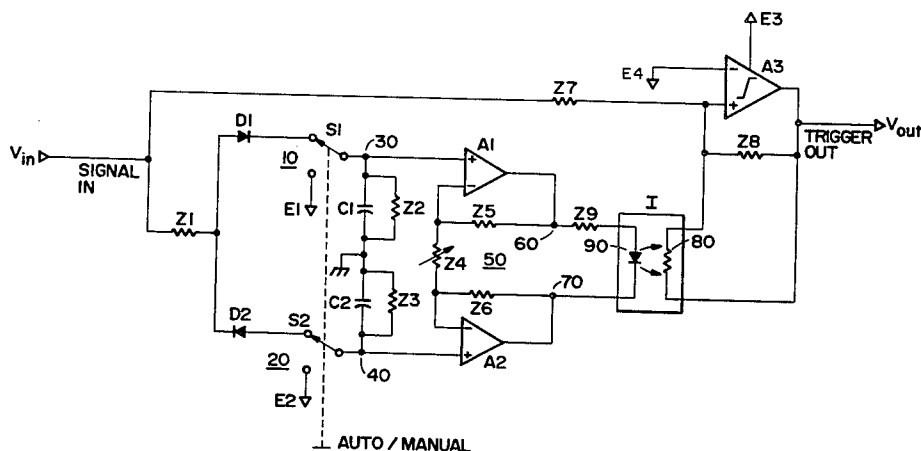 E3
E4
A3
Z7
D1
S1
30
A1
Vin
SIGNAL
IN
10
Z8
Vout
TRIGGER
OUT
E1
C1
Z2
Z5
Z9
I
Z1
60
90
80
Z4
50
C2
Z3
Z6
70
D2
S2
A2
20
40
E2
AUTO / MANUAL